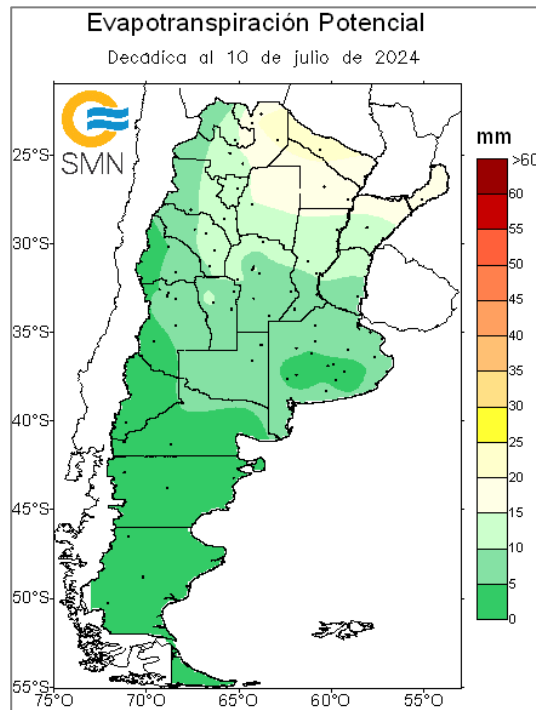 Evapotranspiración Potencial
Decádica al 10 de julio de 2024
SMN
mm
>60
60
55
50
45
40
35
30
25
20
15
10
5
0
25°S
30°S
35°S
40°S
45°S
50°S
55°S
75°O 70°O 65°O 60°O 55°O